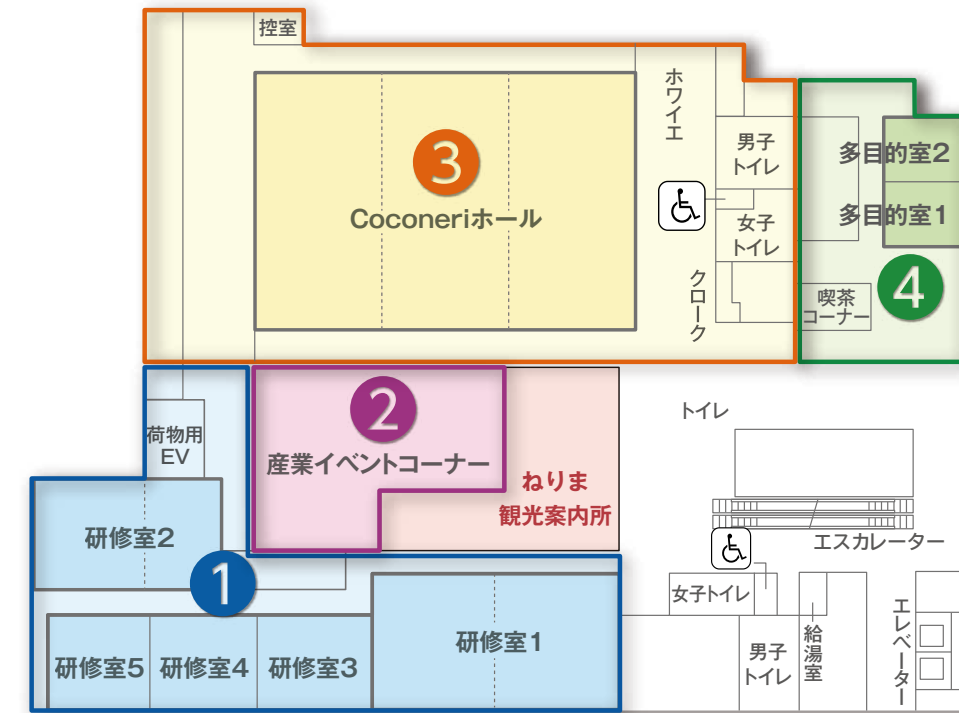 控室
ホワイエ
3
Coconeriホール
男子
トイレ
女子
トイレ
クローク
多目的室2
多目的室1
4
喫茶
コーナー
荷物用
EV
2
産業イベントコーナー
ねりま
観光案内所
トイレ
エスカレーター
研修室2
1
研修室5
研修室4
研修室3
研修室1
女子トイレ
男子
トイレ
給湯室
エレベーター